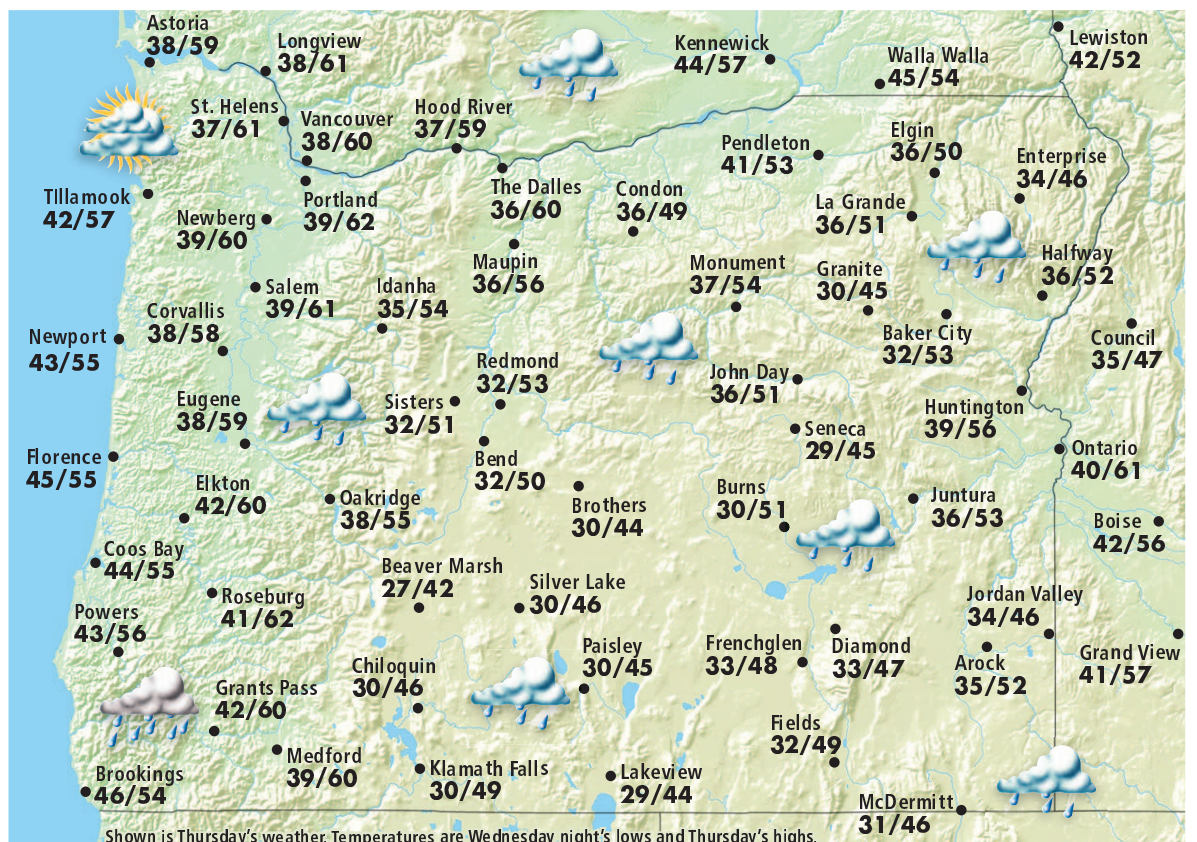 Astoria
38/59
Longview
38/61
Kennewick
44/57
Walla Walla
45/54
Lewiston
42/52
St. Helens
37/61
Vancouver
38/60
Hood River
37/59
Pendleton
41/53
Elgin
36/50
Enterprise
34/46
TIllamook
42/57
Newberg
39/60
Portland
39/62
The Dalles
36/60
Condon
36/49
La Grande
36/51
Maupin
36/56
Monument
37/54
Granite
30/45
Halfway
36/52
Salem
39/61
Idanha
35/54
Corvallis
38/58
Newport
43/55
Baker City
32/53
Council
35/47
Redmond
32/53
John Day
36/51
Eugene
38/59
Sisters
32/51
Huntington
39/56
Seneca
29/45
Florence
45/55
Bend
32/50
Ontario
40/61
Elkton
42/60
Oakridge
38/55
Brothers
30/44
Burns
30/51
Juntura
36/53
Boise
42/56
Coos Bay
44/55
Beaver Marsh
27/42
Silver Lake
30/46
Roseburg
41/62
Jordan Valley
34/46
Powers
43/56
Paisley
30/45
Frenchglen
33/48
Diamond
33/47
Arock
35/52
Grand View
41/57
Chiloquin
30/46
Grants Pass
42/60
Fields
32/49
Medford
39/60
Klamath Falls
30/49
Lakeview
29/44
Brookings
46/54
McDermitt
31/46
Shown is Thursday's weather. Temperatures are Wednesday night's lows and Thursday's highs.